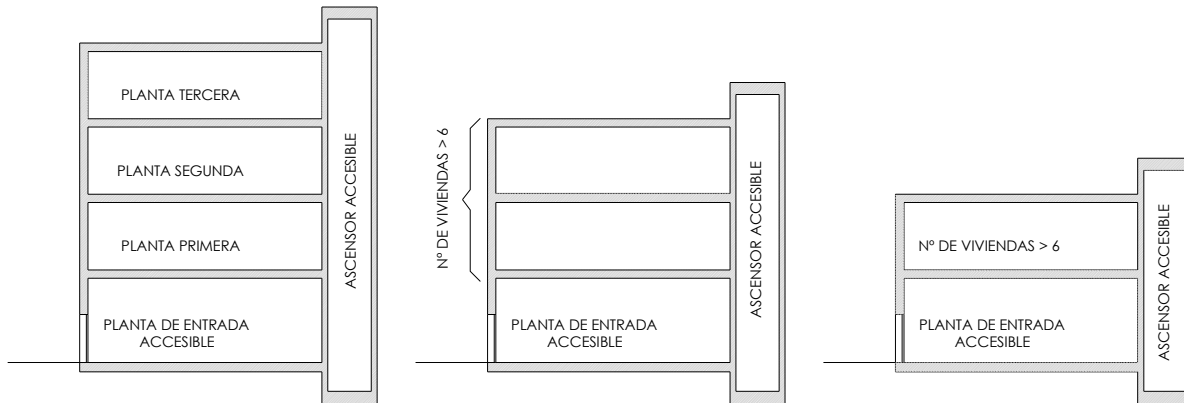 PLANTA TERCERA
PLANTA SEGUNDA
PLANTA PRIMERA
PLANTA DE ENTRADA
ACCESIBLE
ASCENSOR ACCESIBLE
Nº DE VIVIENDAS > 6
PLANTA DE ENTRADA
ACCESIBLE
ASCENSOR ACCESIBLE
Nº DE VIVIENDAS > 6
PLANTA DE ENTRADA
ACCESIBLE
ASCENSOR ACCESIBLE